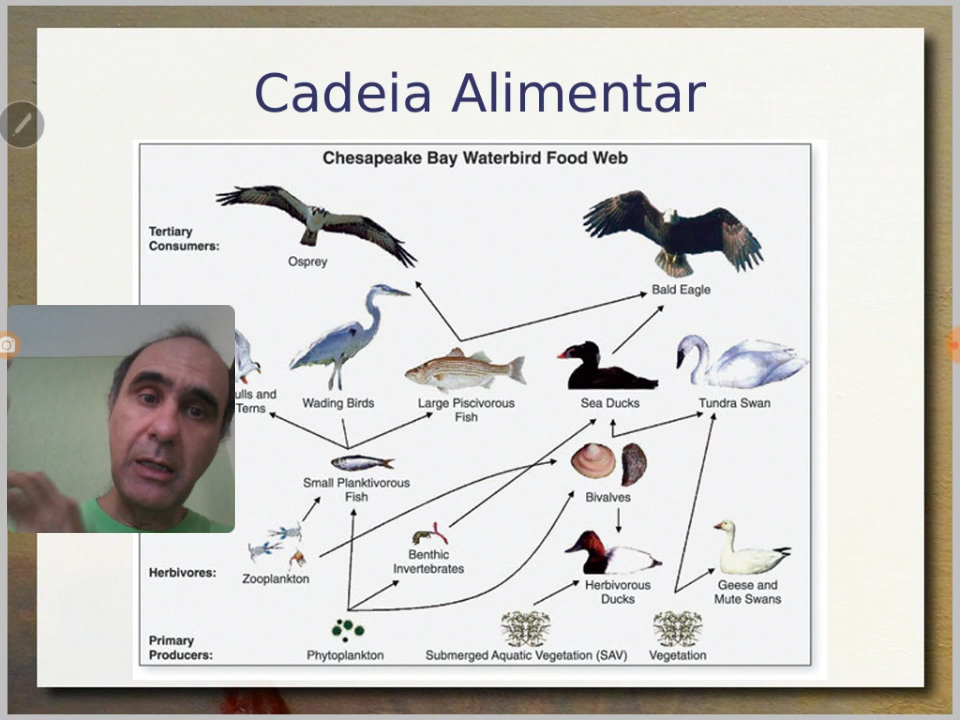 Cadeia Alimentar
Chesapeake Bay Waterbird Food Web
Tertiary
Consumers:
Osprey
Bald Eagle
and
Terns
Wading Birds
Large Piscivorous
Fish
Sea Ducks
Tundra Swan
Small Planktivorous
Fish
Bivalves
Zooplankton
Benthic
Invertebrates
Herbivores:
Herbivorous
Ducks
Geese and
Mute Swans
Primary
Producers:
Phytoplankton
Submerged Aquatic Vegetation (SAV)
Vegetation